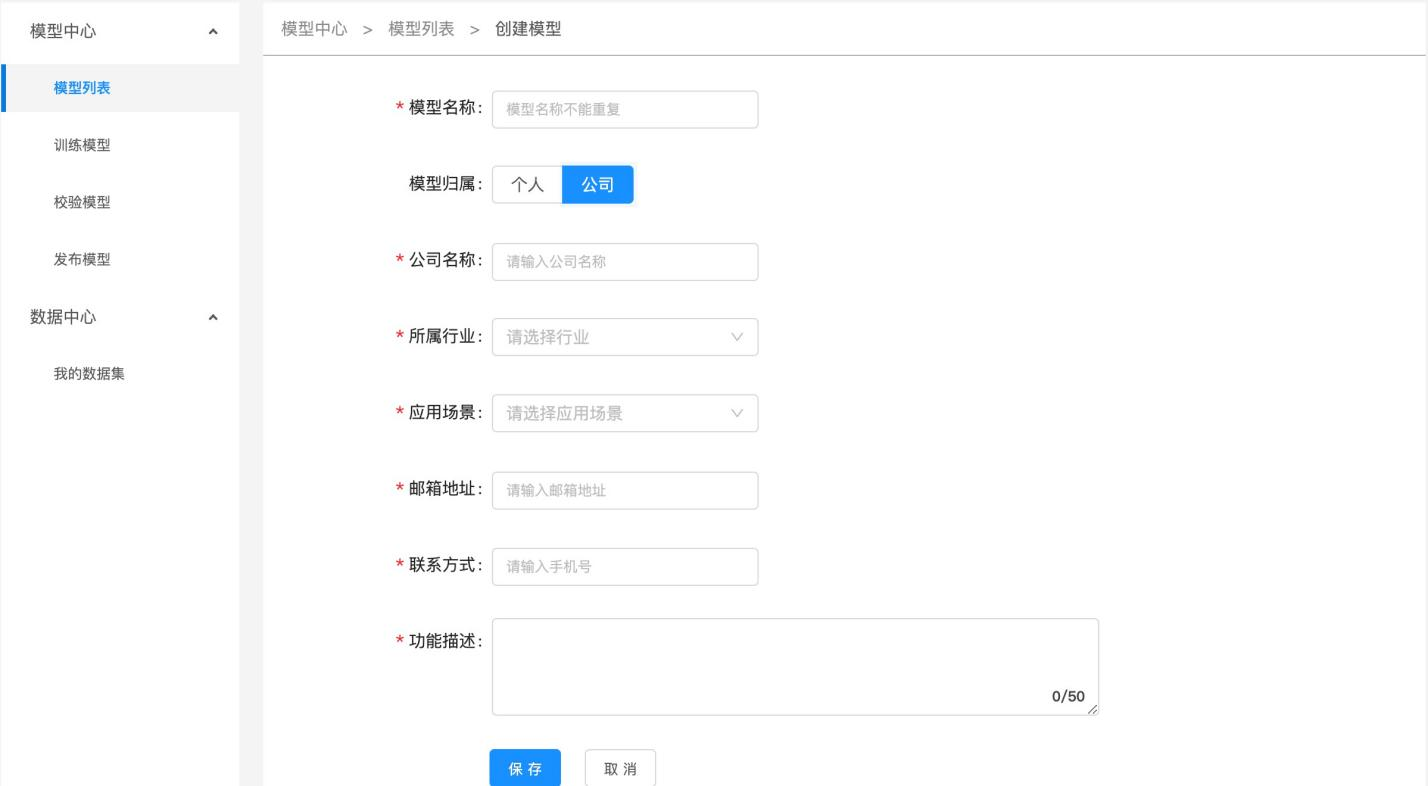 模型中心
模型列表
训练模型
校验模型
发布模型
数据中心
我的数据集
模型中心 > 模型列表 > 创建模型
* 模型名称: 模型名称不能重复
模型归属: 个人 公司
* 公司名称: 请输入公司名称
* 所属行业: 请选择行业
* 应用场景: 请选择应用场景
* 邮箱地址: 请输入邮箱地址
* 联系方式: 请输入手机号
* 功能描述:
0/50
保存 取消